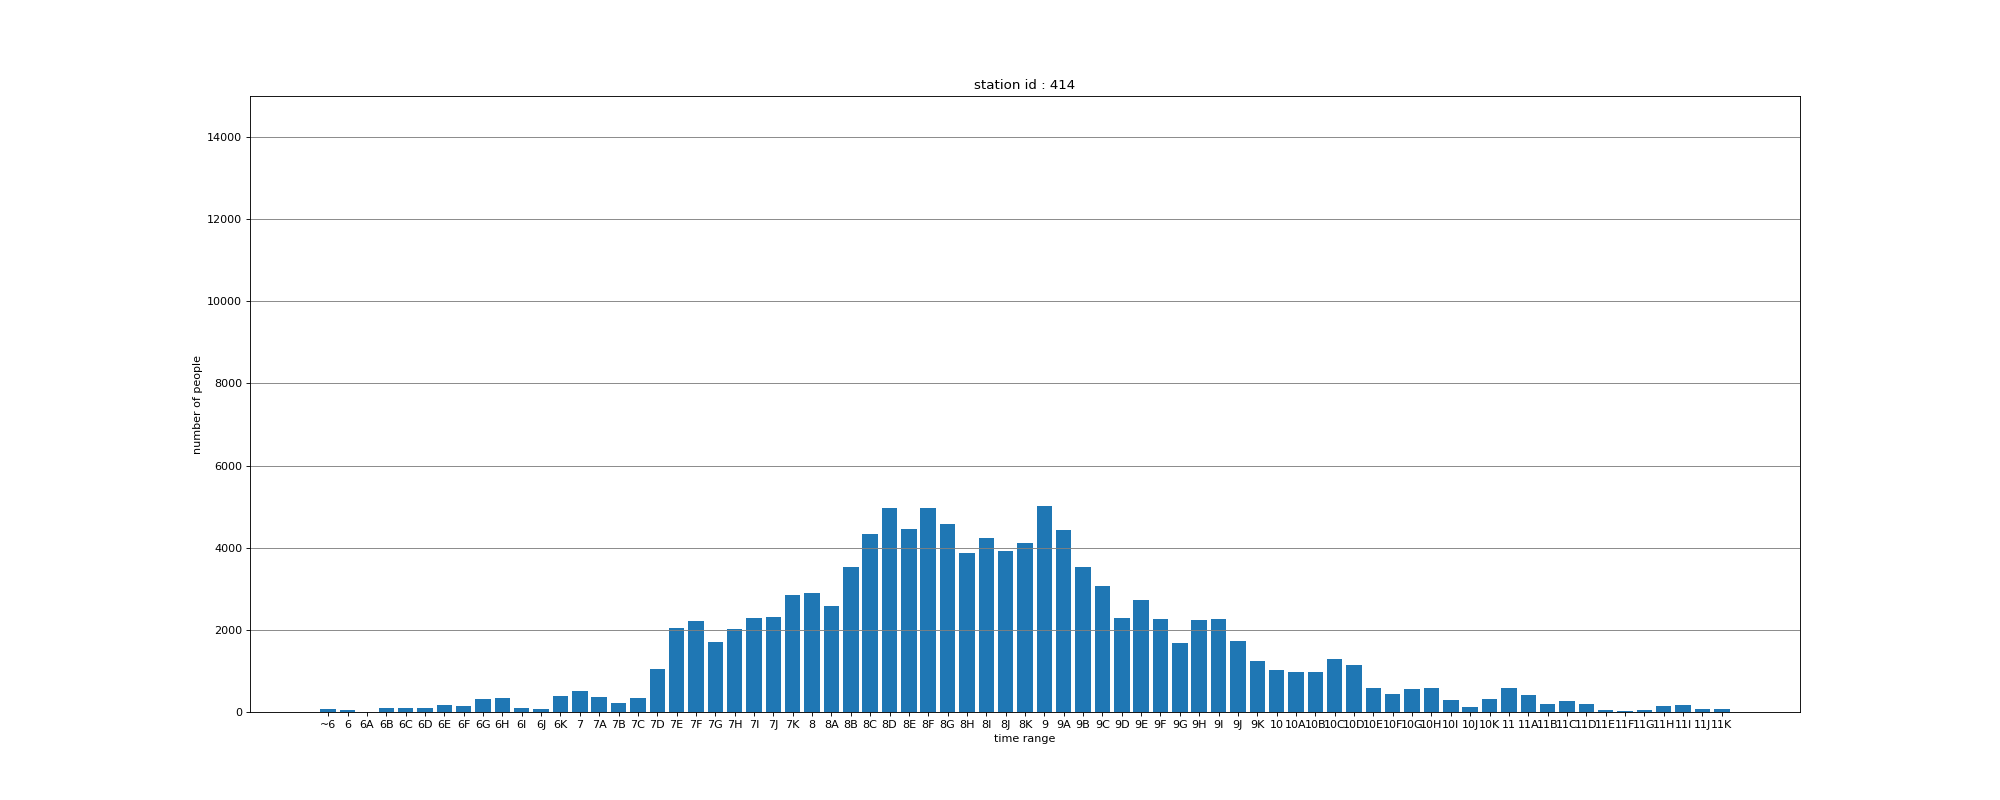 station id : 414
14000
12000
10000
8000
6000
4000
2000
0
number of people
~6 6 6A 6B 6C 6D 6E 6F 6G 6H 6I 6J 6K 7 7A 7B 7C 7D 7E 7F 7G 7H 7I 7J 7K 8 8A 8B 8C 8D 8E 8F 8G 8H 8I 8J 8K 9 9A 9B 9C 9D 9E 9F 9G 9H 9I 9J 9K 10 10A 10B 10C 10D 10E 10F 10G 10H 10I 10J 10K 11 11A 11B 11C 11D 11E 11F 11G 11H 11I 11J 11K
time range